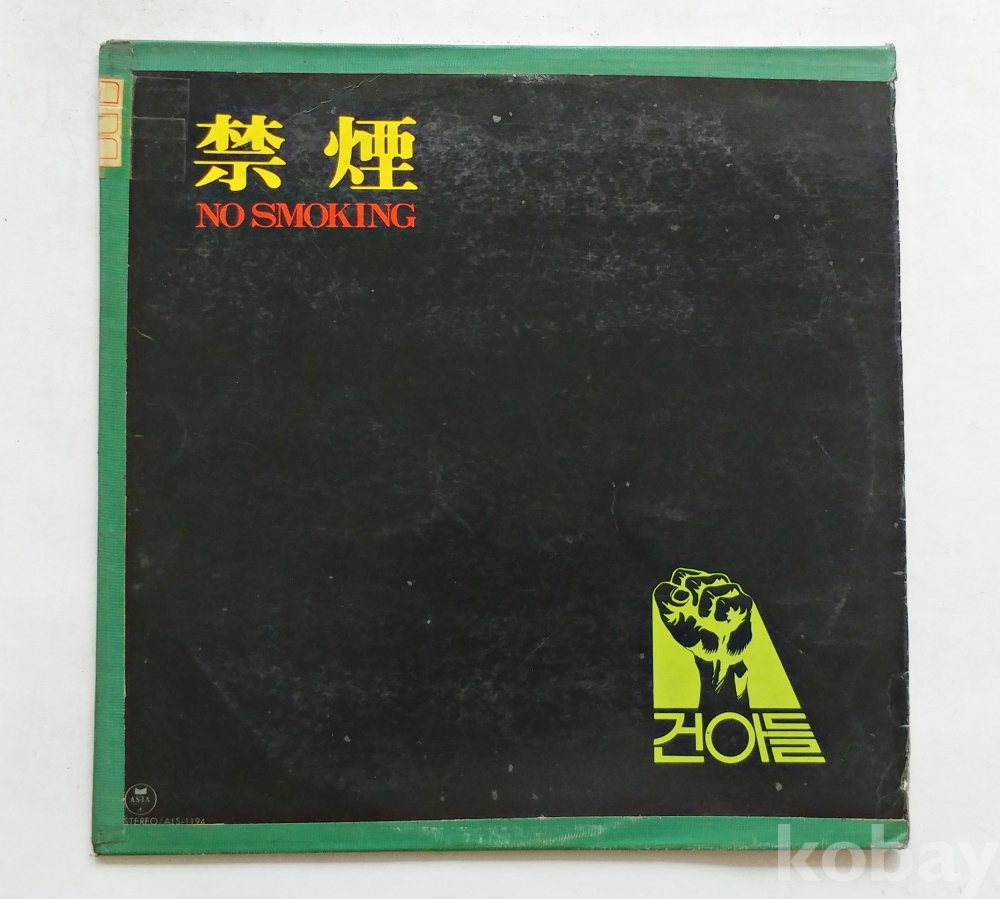 禁煙
NO SMOKING
건아들
ASIA
STEREO/ALS-1194
kobay